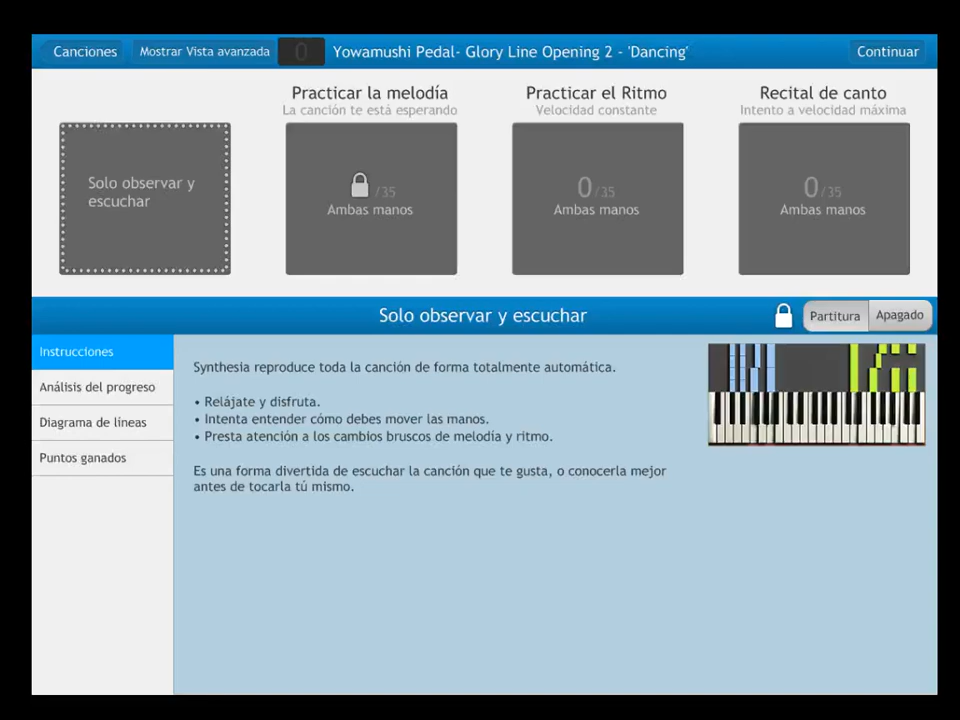 Canciones
Mostrar Vista avanzada
0
Yowamushi Pedal- Glory Line Opening 2 - 'Dancing'
Continuar
Practicar la melodía
La canción te está esperando
Practicar el Ritmo
Velocidad constante
Recital de canto
Intento a velocidad máxima
Solo observar y
escuchar
/35
Ambas manos
0/35
Ambas manos
0/35
Ambas manos
Solo observar y escuchar
Partitura
Apagado
Instrucciones
Análisis del progreso
Diagrama de líneas
Puntos ganados
Synthesia reproduce toda la canción de forma totalmente automática.
• Relájate y disfruta.
• Intenta entender cómo debes mover las manos.
• Presta atención a los cambios bruscos de melodía y ritmo.
Es una forma divertida de escuchar la canción que te gusta, o conocerla mejor
antes de tocarla tú mismo.